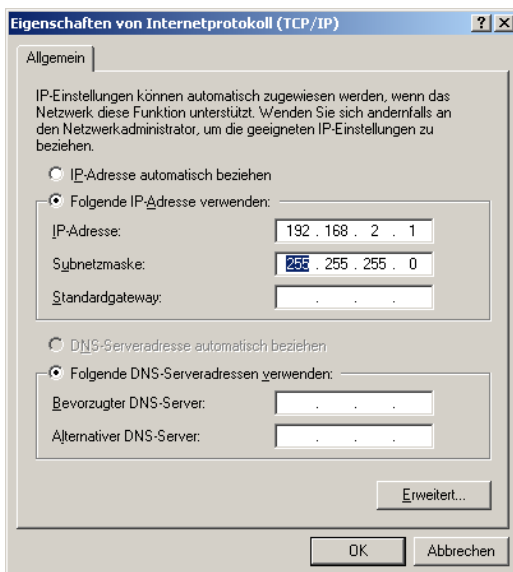 Eigenschaften von Internetprotokoll (TCP/IP)
Allgemein
IP-Einstellungen können automatisch zugewiesen werden, wenn das
Netzwerk diese Funktion unterstützt. Wenden Sie sich andernfalls an
den Netzwerkadministrator, um die geeigneten IP-Einstellungen zu
beziehen.
IP-Adresse automatisch beziehen
Folgende IP-Adresse verwenden:
IP-Adresse: 192 . 168 . 2 . 1
Subnetzmaske: 255 . 255 . 255 . 0
Standardgateway: . . .
DNS-Serveradresse automatisch beziehen
Folgende DNS-Serveradressen verwenden:
Bevorzugter DNS-Server: . . .
Alternativer DNS-Server: . . .
Erweitert...
OK Abbrechen